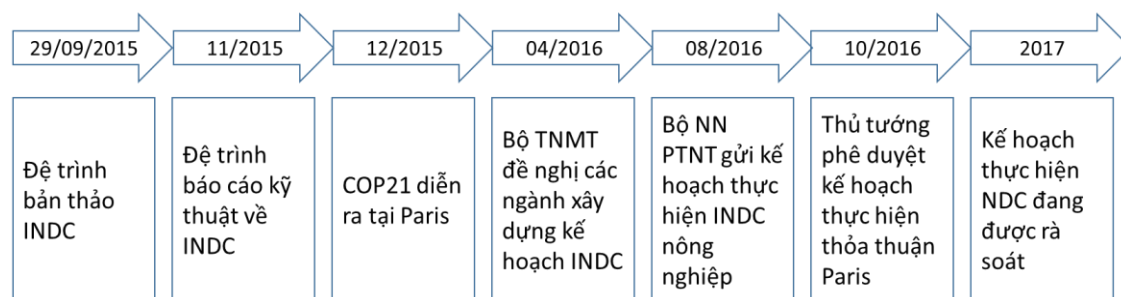 29/09/2015
11/2015
12/2015
04/2016
08/2016
10/2016
2017
Đệ trình
bản thảo
INDC
Đệ trình
báo cáo kỹ
thuật về
INDC
COP21 diễn
ra tại Paris
Bộ TNMT
đề nghị các
ngành xây
dựng kế
hoạch INDC
Bộ NN
PTNT gửi kế
hoạch thực
hiện INDC
nông
nghiệp
Thủ tướng
phê duyệt
kế hoạch
thực hiện
thỏa thuận
Paris
Kế hoạch
thực hiện
NDC đang
được rà
soát